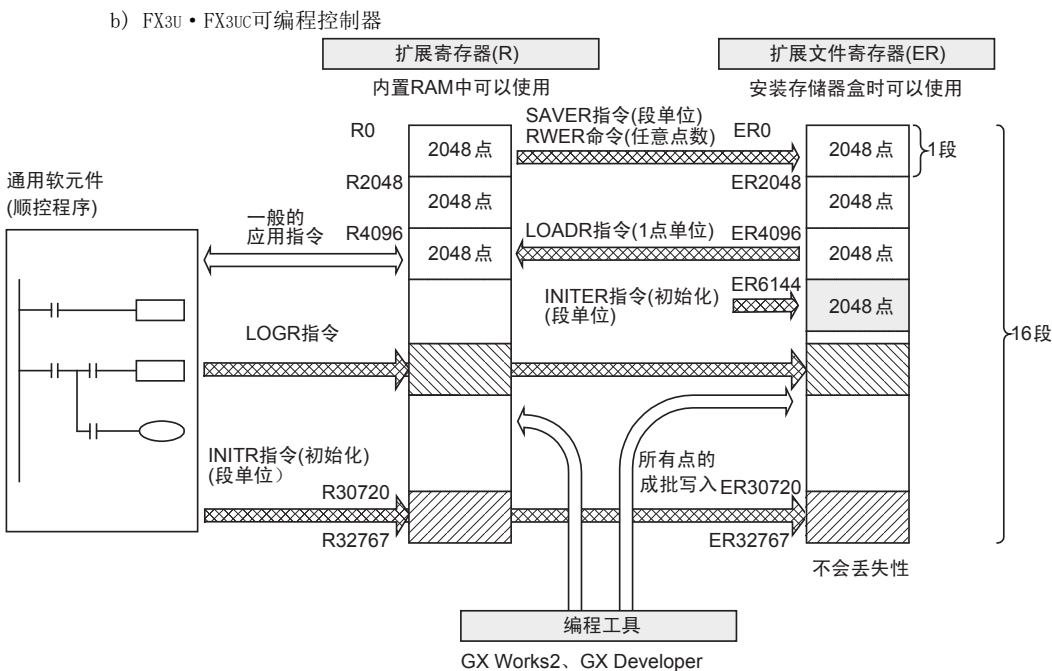 b) FX3U・FX3UC可编程控制器
扩展寄存器(R)
扩展文件寄存器(ER)
内置RAM中可以使用
安装存储器盒时可以使用
SAVER指令(段单位)
RWER命令(任意点数)
R0
ER0
2048点
2048点
1段
R2048
ER2048
2048点
2048点
通用软元件
(顺控程序)
一般的
应用指令
R4096
LOADR指令(1点单位)
ER4096
2048点
2048点
ER6144
INITER指令(初始化)
(段单位)
2048点
LOGR指令
16段
INITR指令(初始化)
(段单位）
所有点的
成批写入
R30720
ER30720
R32767
ER32767
不会丢失性
编程工具
GX Works2、GX Developer